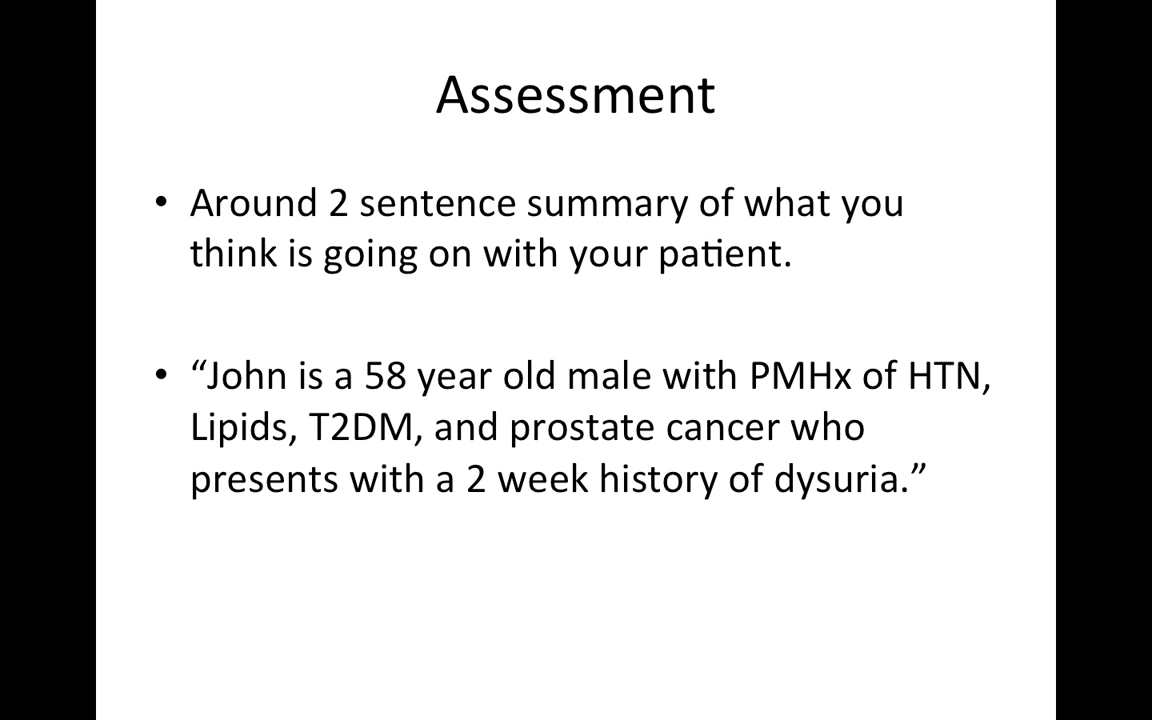 Assessment
• Around 2 sentence summary of what you
think is going on with your patient.
• “John is a 58 year old male with PMHx of HTN,
Lipids, T2DM, and prostate cancer who
presents with a 2 week history of dysuria.”